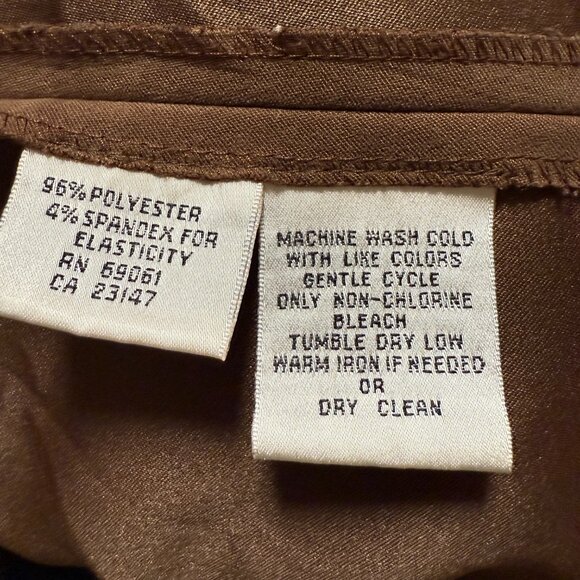 96% POLYESTER
4% SPANDEX FOR
ELASTICITY
RN 69061
CA 23147
MACHINE WASH COLD
WITH LIKE COLORS
GENTLE CYCLE
ONLY NON-CHLORINE
BLEACH
TUMBLE DRY LOW
WARM IRON IF NEEDED
OR
DRY CLEAN